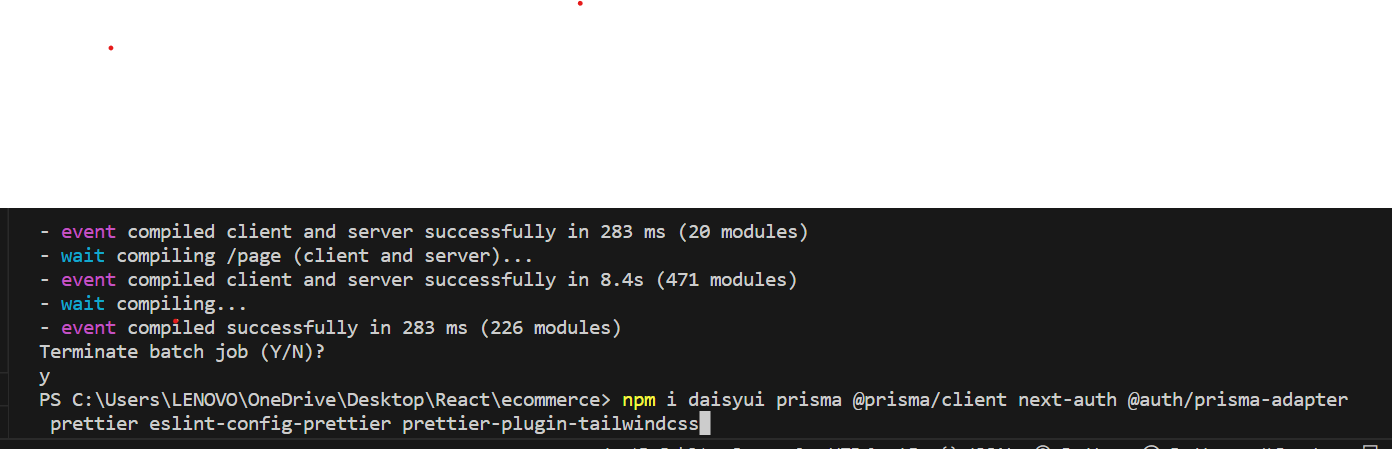 - event compiled client and server successfully in 283 ms (20 modules)
- wait compiling /page (client and server)...
- event compiled client and server successfully in 8.4s (471 modules)
- wait compiling...
- event compiled successfully in 283 ms (226 modules)
Terminate batch job (Y/N)?
y
PS C:\Users\LENOVO\OneDrive\Desktop\React\ecommerce> npm i daisyui prisma @prisma/client next-auth @auth/prisma-adapter
prettier eslint-config-prettier prettier-plugin-tailwindcss